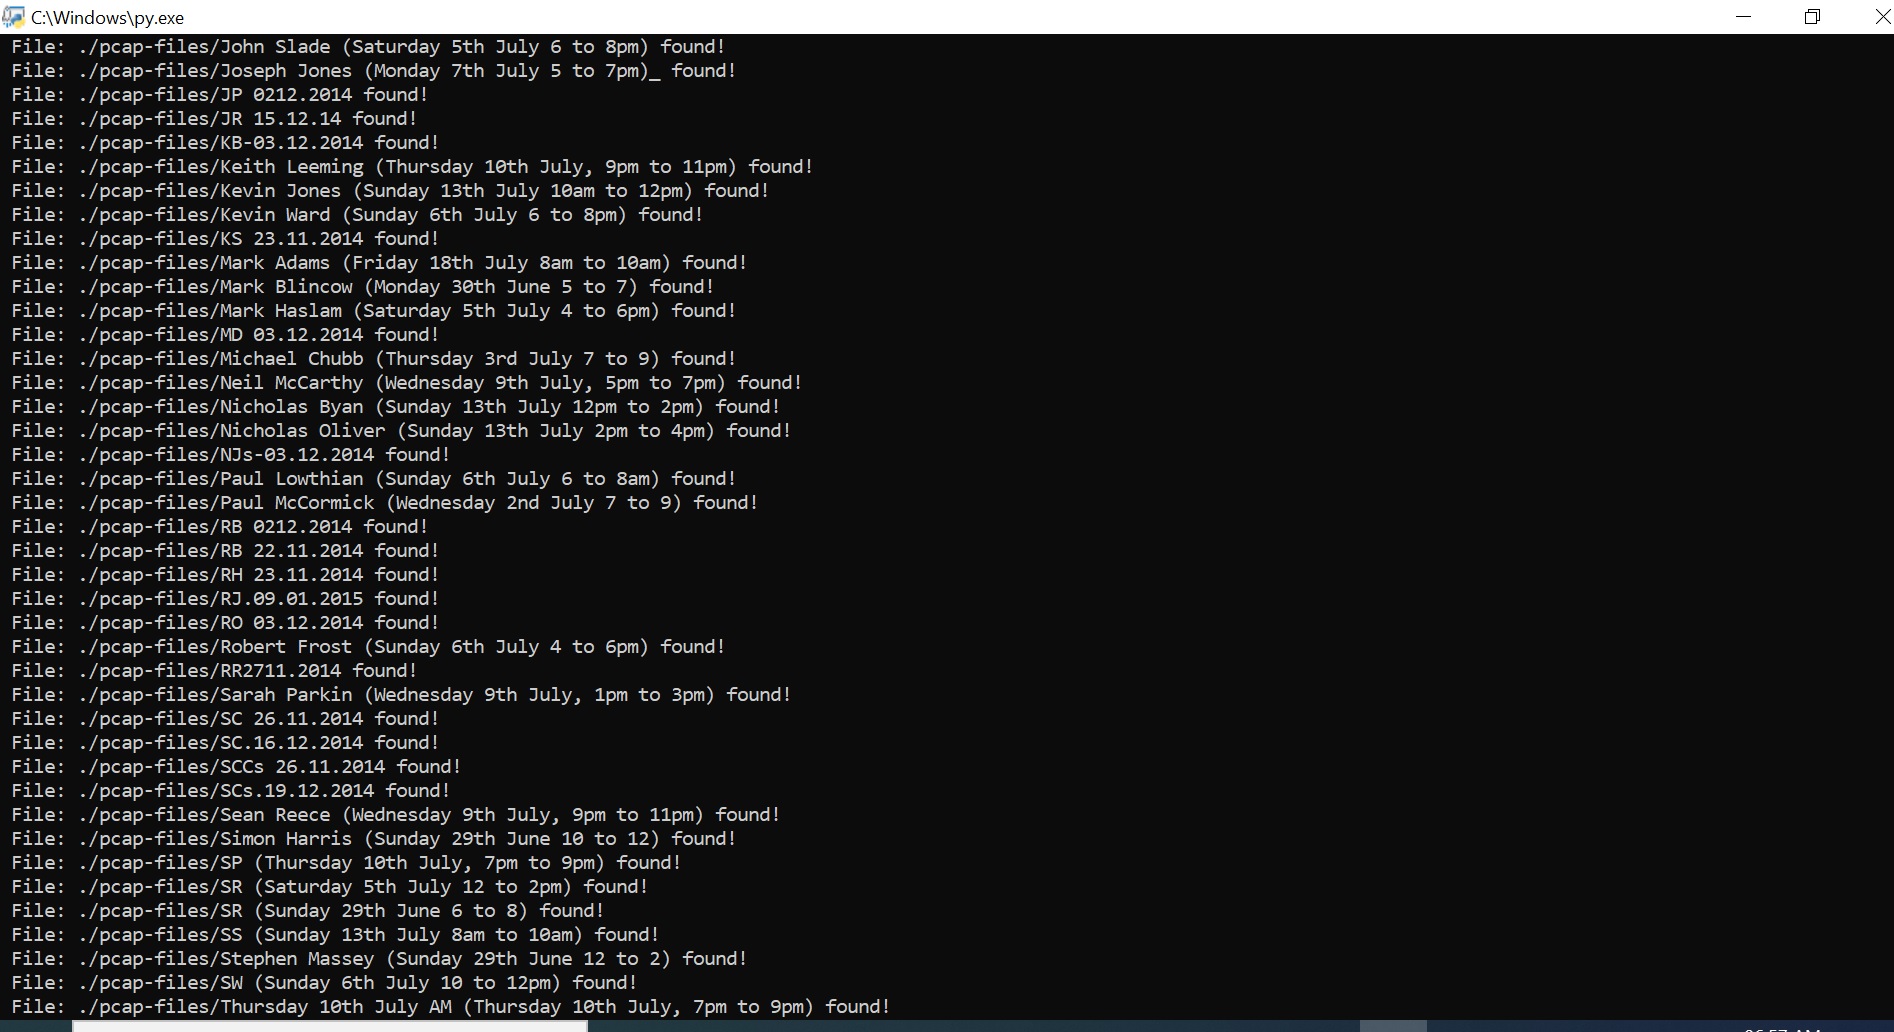 C:\Windows\py.exe
File: ./pcap-files/John Slade (Saturday 5th July 6 to 8pm) found!
File: ./pcap-files/Joseph Jones (Monday 7th July 5 to 7pm)_ found!
File: ./pcap-files/JP 0212.2014 found!
File: ./pcap-files/JR 15.12.14 found!
File: ./pcap-files/KB-03.12.2014 found!
File: ./pcap-files/Keith Leeming (Thursday 10th July, 9pm to 11pm) found!
File: ./pcap-files/Kevin Jones (Sunday 13th July 10am to 12pm) found!
File: ./pcap-files/Kevin Ward (Sunday 6th July 6 to 8pm) found!
File: ./pcap-files/KS 23.11.2014 found!
File: ./pcap-files/Mark Adams (Friday 18th July 8am to 10am) found!
File: ./pcap-files/Mark Blincow (Monday 30th June 5 to 7) found!
File: ./pcap-files/Mark Haslam (Saturday 5th July 4 to 6pm) found!
File: ./pcap-files/MD 03.12.2014 found!
File: ./pcap-files/Michael Chubb (Thursday 3rd July 7 to 9) found!
File: ./pcap-files/Neil McCarthy (Wednesday 9th July, 5pm to 7pm) found!
File: ./pcap-files/Nicholas Byan (Sunday 13th July 12pm to 2pm) found!
File: ./pcap-files/Nicholas Oliver (Sunday 13th July 2pm to 4pm) found!
File: ./pcap-files/NJs-03.12.2014 found!
File: ./pcap-files/Paul Lowthian (Sunday 6th July 6 to 8am) found!
File: ./pcap-files/Paul McCormick (Wednesday 2nd July 7 to 9) found!
File: ./pcap-files/RB 0212.2014 found!
File: ./pcap-files/RB 22.11.2014 found!
File: ./pcap-files/RH 23.11.2014 found!
File: ./pcap-files/RJ.09.01.2015 found!
File: ./pcap-files/RO 03.12.2014 found!
File: ./pcap-files/Robert Frost (Sunday 6th July 4 to 6pm) found!
File: ./pcap-files/RR2711.2014 found!
File: ./pcap-files/Sarah Parkin (Wednesday 9th July, 1pm to 3pm) found!
File: ./pcap-files/SC 26.11.2014 found!
File: ./pcap-files/SC.16.12.2014 found!
File: ./pcap-files/SCCs 26.11.2014 found!
File: ./pcap-files/SCs.19.12.2014 found!
File: ./pcap-files/Sean Reece (Wednesday 9th July, 9pm to 11pm) found!
File: ./pcap-files/Simon Harris (Sunday 29th June 10 to 12) found!
File: ./pcap-files/SP (Thursday 10th July, 7pm to 9pm) found!
File: ./pcap-files/SR (Saturday 5th July 12 to 2pm) found!
File: ./pcap-files/SR (Sunday 29th June 6 to 8) found!
File: ./pcap-files/SS (Sunday 13th July 8am to 10am) found!
File: ./pcap-files/Stephen Massey (Sunday 29th June 12 to 2) found!
File: ./pcap-files/SW (Sunday 6th July 10 to 12pm) found!
File: ./pcap-files/Thursday 10th July AM (Thursday 10th July, 7pm to 9pm) found!